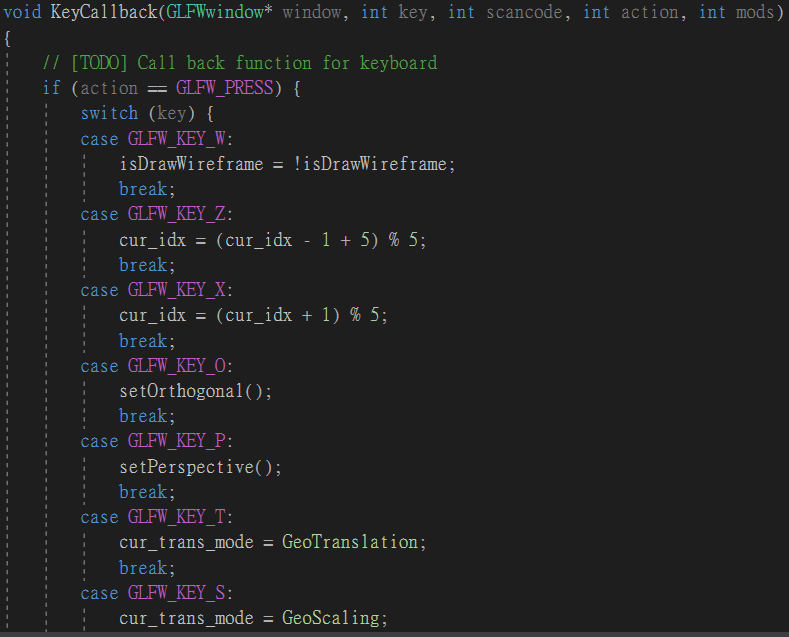 void KeyCallback(GLFWwindow* window, int key, int scancode, int action, int mods)
{
// [TODO] Call back function for keyboard
if (action == GLFW_PRESS) {
switch (key) {
case GLFW_KEY_W:
isDrawWireframe = !isDrawWireframe;
break;
case GLFW_KEY_Z:
cur_idx = (cur_idx - 1 + 5) % 5;
break;
case GLFW_KEY_X:
cur_idx = (cur_idx + 1) % 5;
break;
case GLFW_KEY_O:
setOrthogonal();
break;
case GLFW_KEY_P:
setPerspective();
break;
case GLFW_KEY_T:
cur_trans_mode = GeoTranslation;
break;
case GLFW_KEY_S:
cur_trans_mode = GeoScaling;